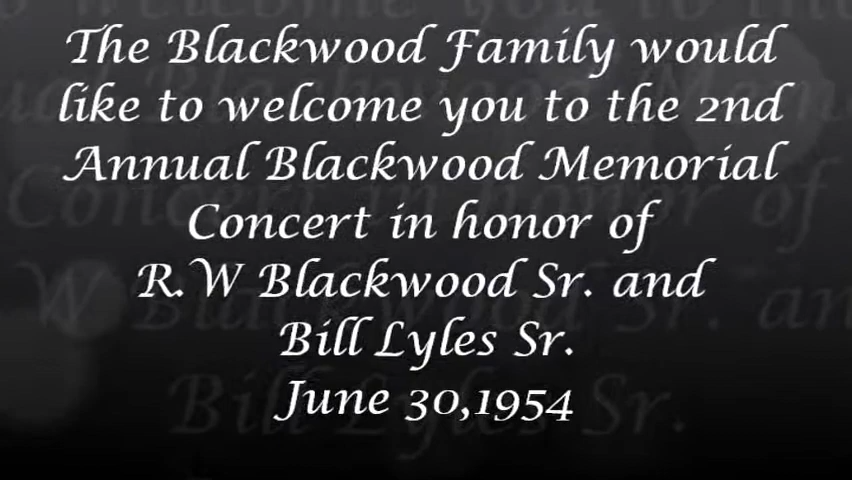 The Blackwood Family would
like to welcome you to the 2nd
Annual Blackwood Memorial
Concert in honor of
R.W Blackwood Sr. and
Bill Lyles Sr.
June 30,1954